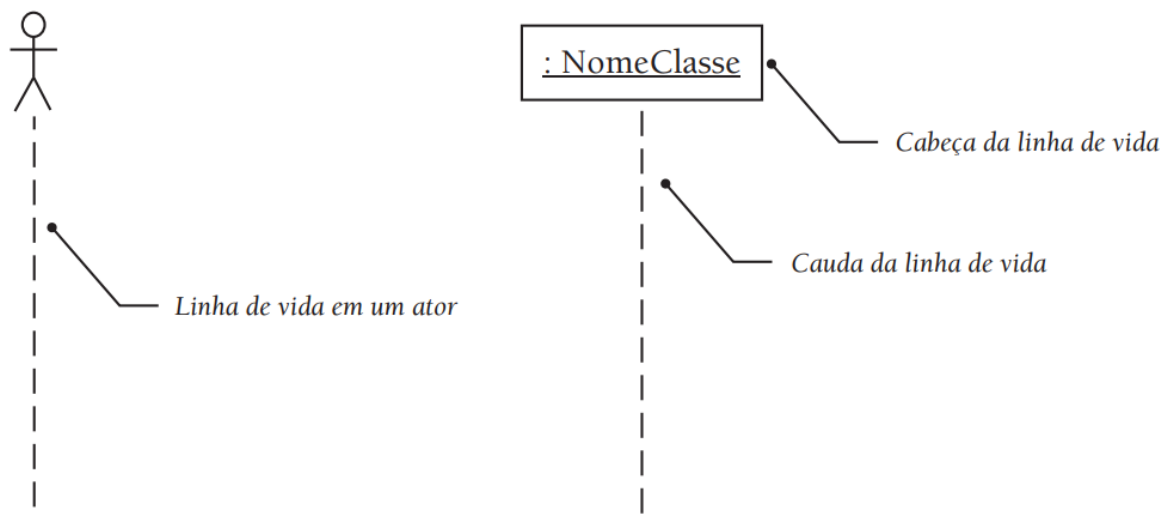 : NomeClasse
Cabeça da linha de vida
Cauda da linha de vida
Linha de vida em um ator